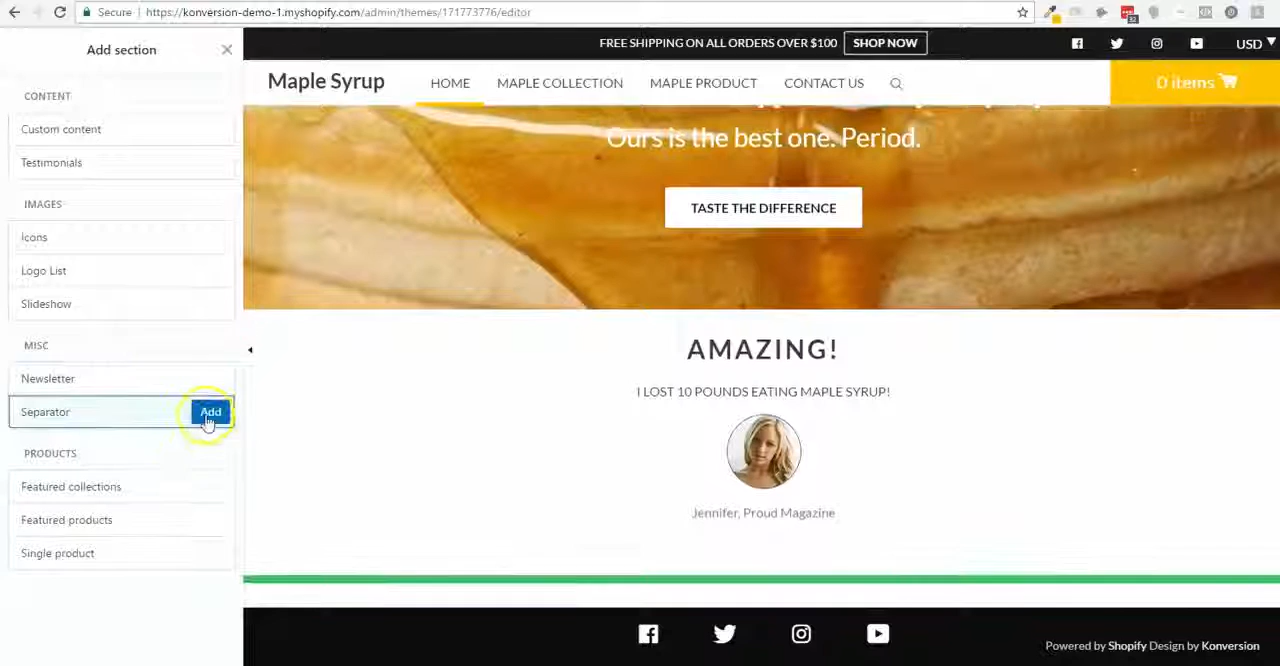 Secure
https://konversion-demo-1.myshopify.com/admin/themes/171773776/editor
Add section
CONTENT
Custom content
Testimonials
IMAGES
Icons
Logo List
Slideshow
MISC
Newsletter
Separator
Add
PRODUCTS
Featured collections
Featured products
Single product
FREE SHIPPING ON ALL ORDERS OVER $100
SHOP NOW
USD
Maple Syrup
HOME
MAPLE COLLECTION
MAPLE PRODUCT
CONTACT US
0 items
Ours is the best one. Period.
TASTE THE DIFFERENCE
AMAZING!
I LOST 10 POUNDS EATING MAPLE SYRUP!
Jennifer, Proud Magazine
Powered by Shopify Design by Konversion